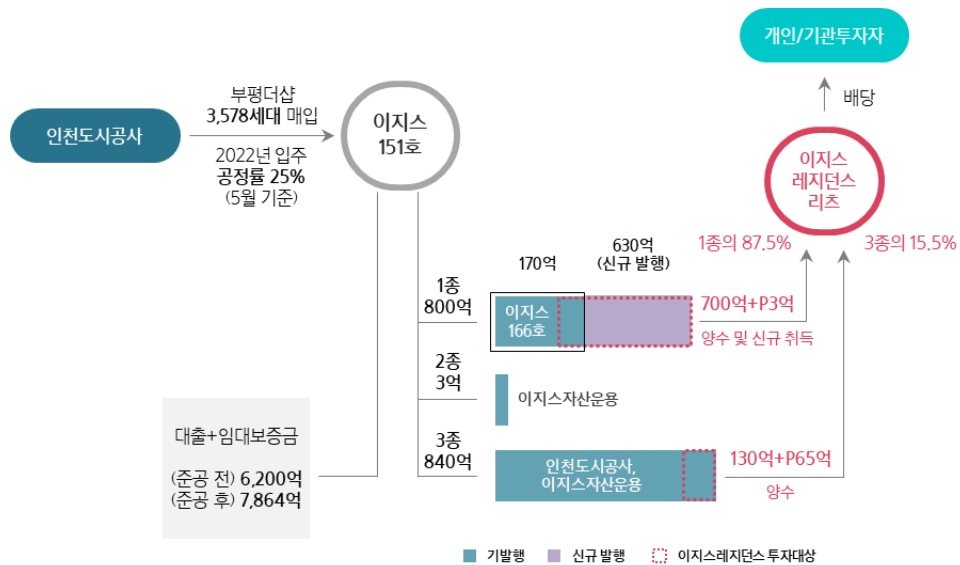 개인/기관투자자
배당
인천도시공사
부평더샵
3,578세대 매입
2022년 입주
공정률 25%
(5월 기준)
이지스
151호
이지스
레지던스
리츠
1종의 87.5%
3종의 15.5%
170억
630억
(신규 발행)
1종
800억
이지스
166호
700억+P3억
양수 및 신규 취득
2종
3억
이지스자산운용
3종
840억
인천도시공사,
이지스자산운용
130억+P65억
양수
대출+임대보증금
(준공 전) 6,200억
(준공 후) 7,864억
기발행
신규 발행
이지스레지던스 투자대상